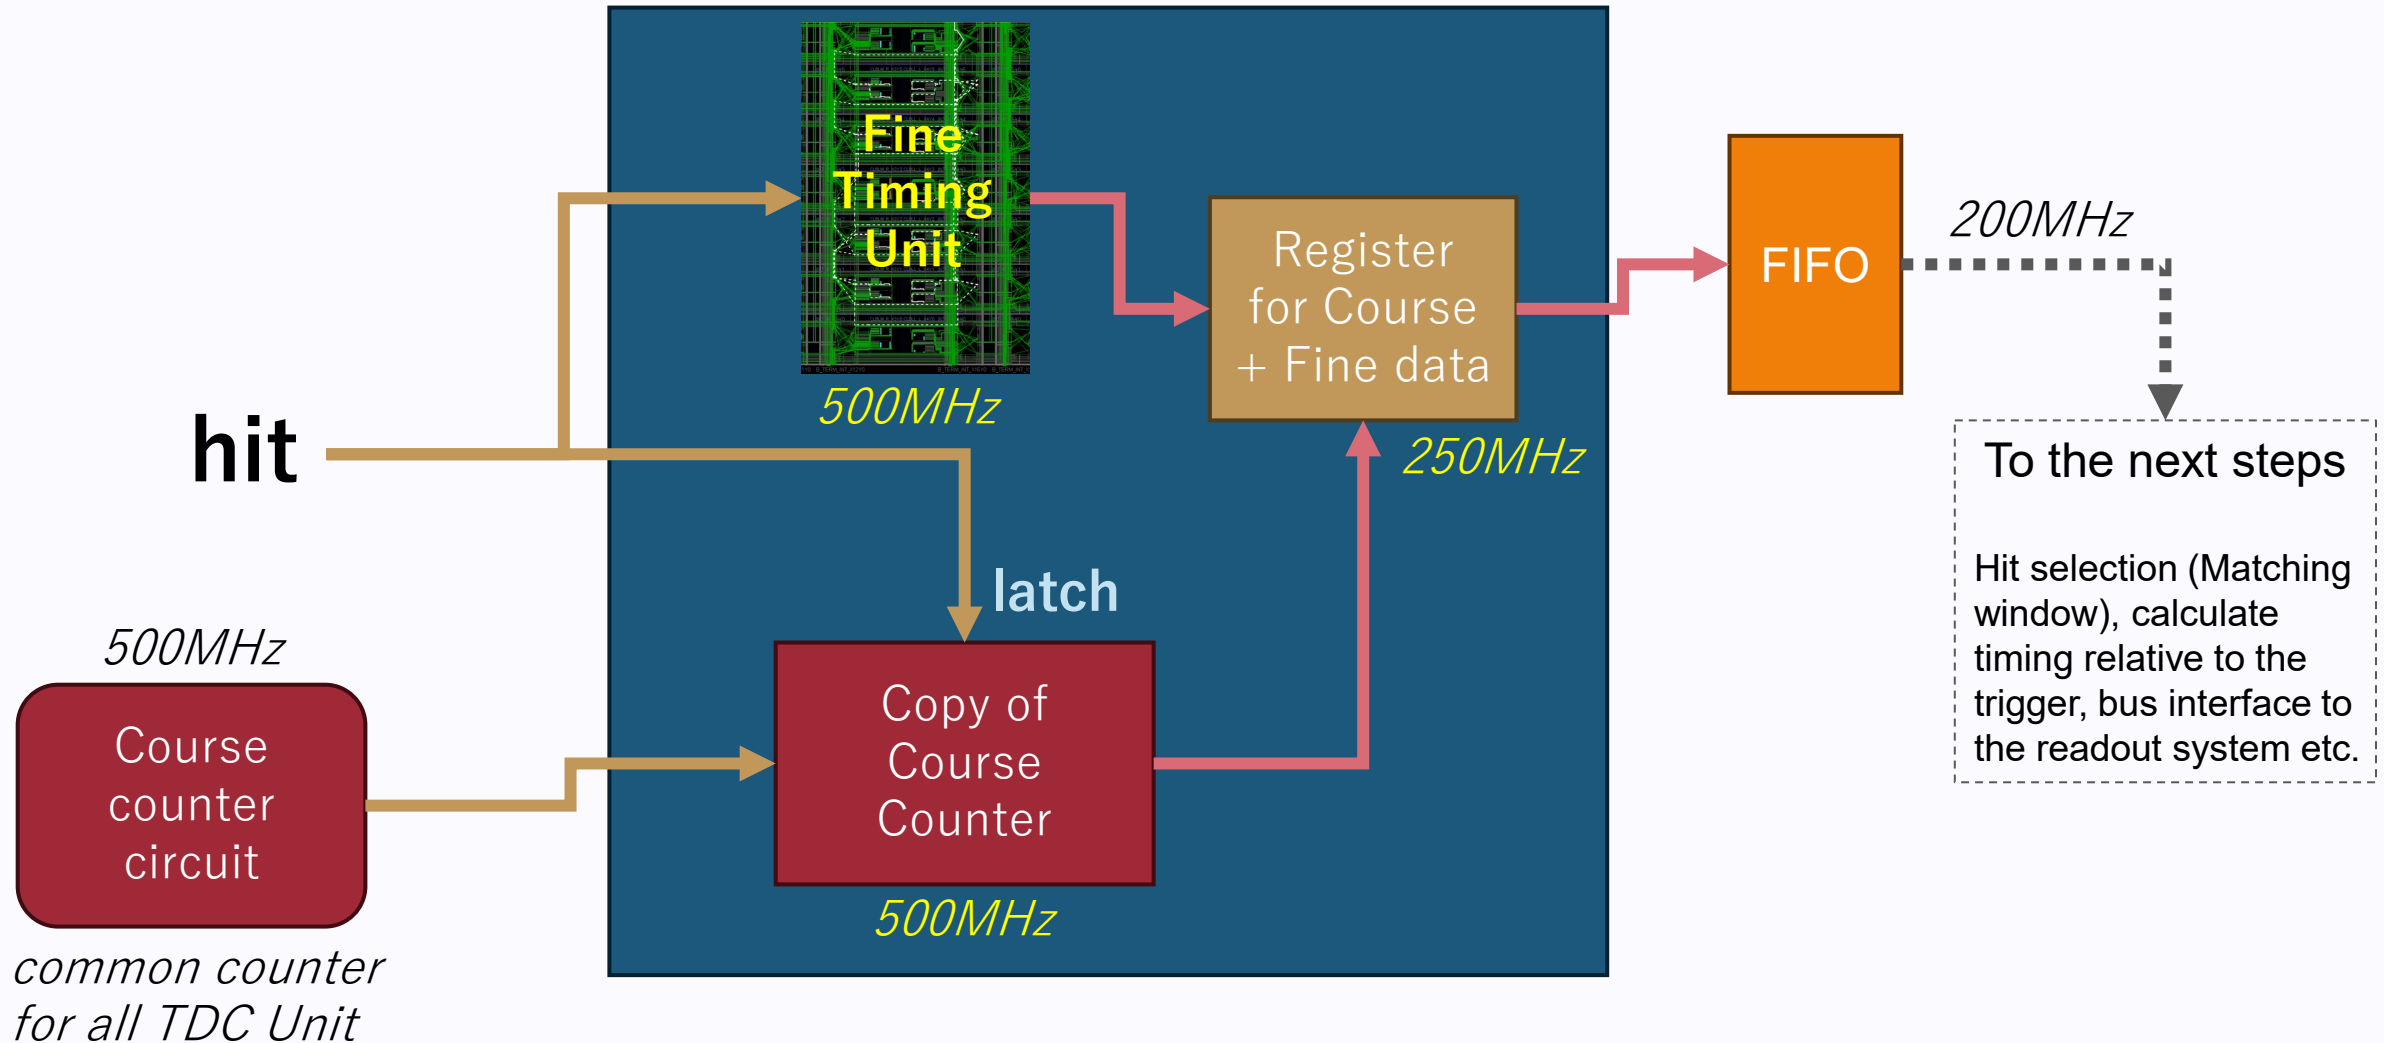 Fine
Timing
Unit
500MHz
hit
latch
500MHz
Course
counter
circuit
common counter
for all TDC Unit
Copy of
Course
Counter
500MHz
Register
for Course
+ Fine data
250MHz
FIFO
200MHz
To the next steps
Hit selection (Matching
window), calculate
timing relative to the
trigger, bus interface to
the readout system etc.